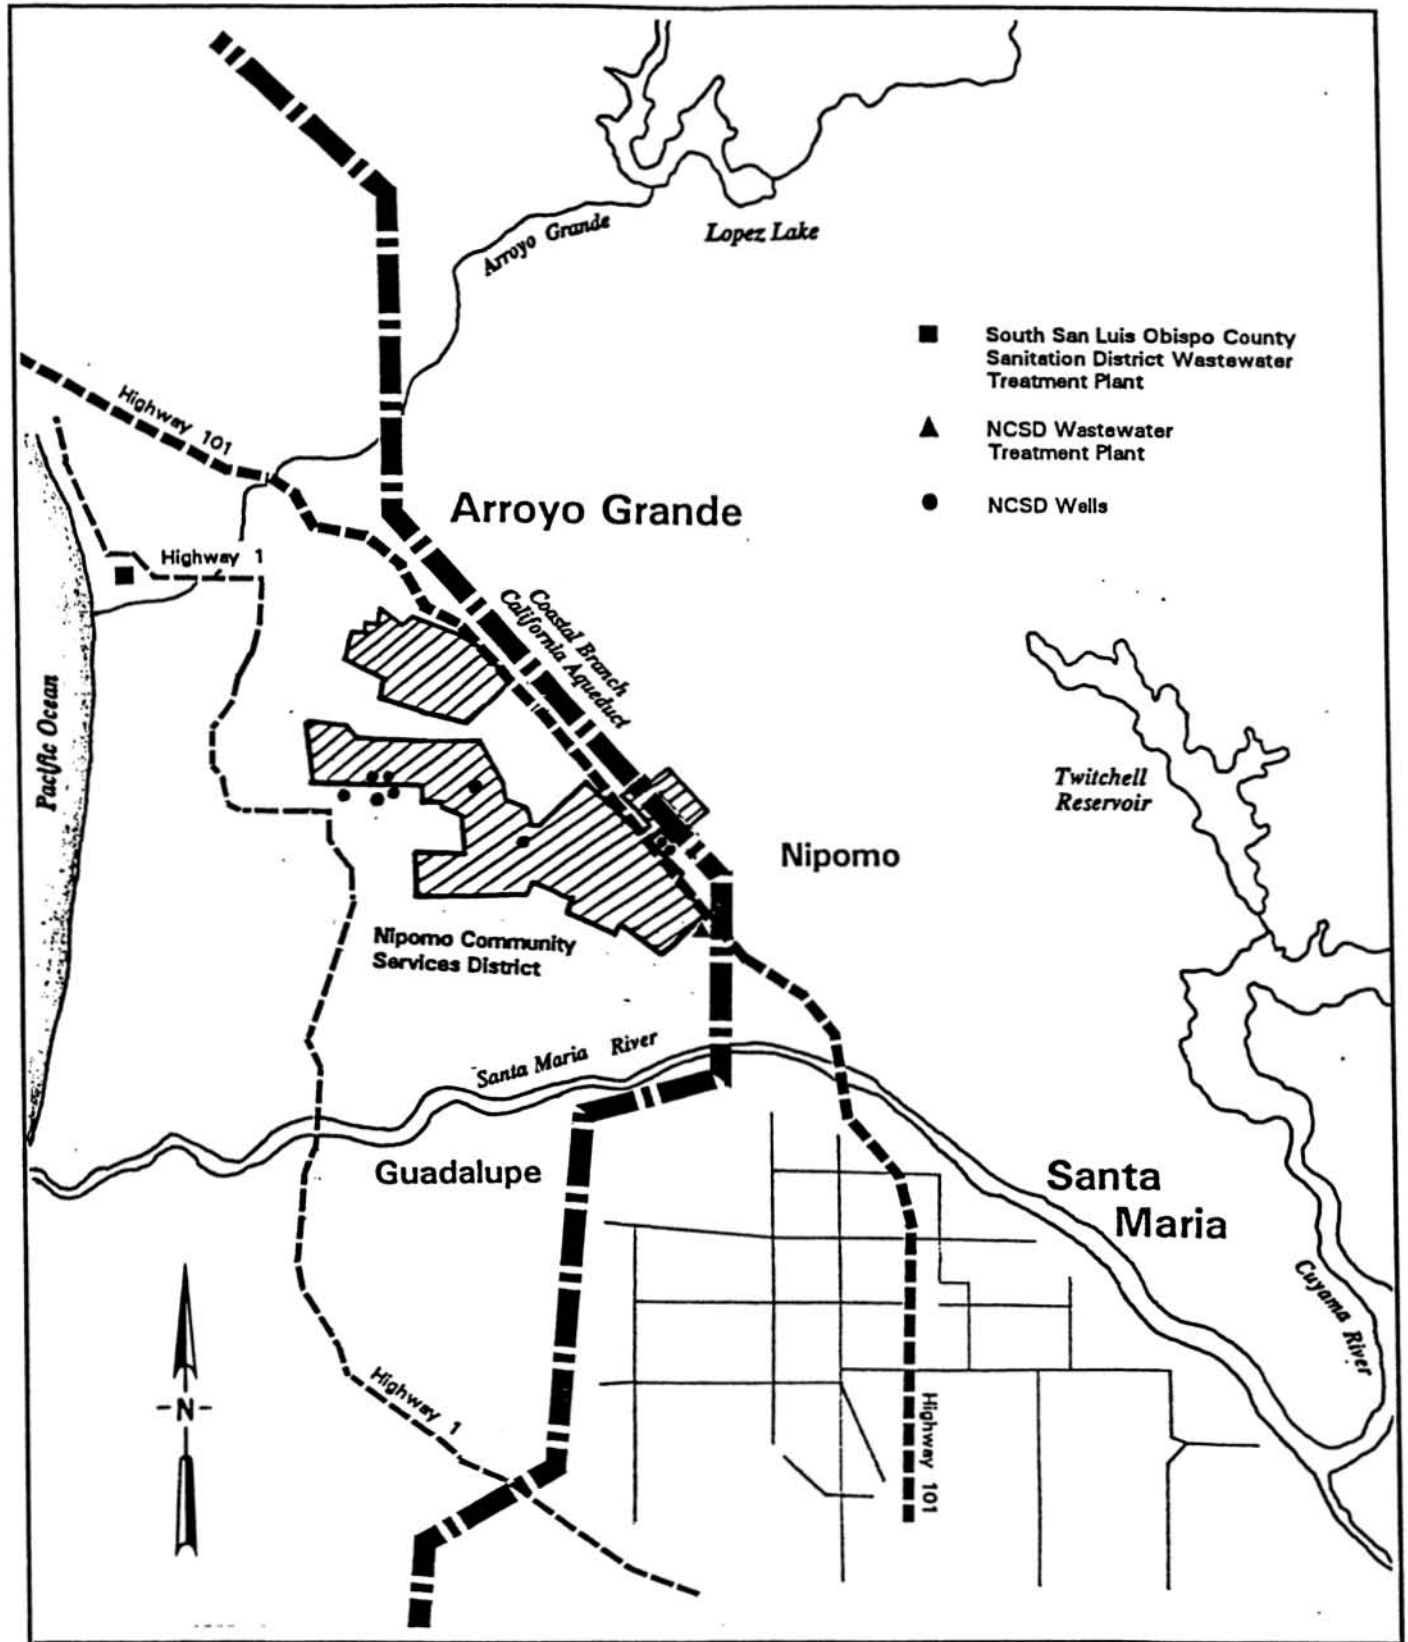 Arroyo Grande
Lopez Lake
South San Luis Obispo County
Sanitation District Wastewater
Treatment Plant
NCSD Wastewater
Treatment Plant
NCSD Wells
Highway 101
Arroyo Grande
Highway 1
Coastal Branch
California Aqueduct
Pacific Ocean
Twitchell
Reservoir
Nipomo
Nipomo Community
Services District
Santa Maria River
Guadalupe
Santa
Maria
Cuyama River
N
Highway 1
Highway 101